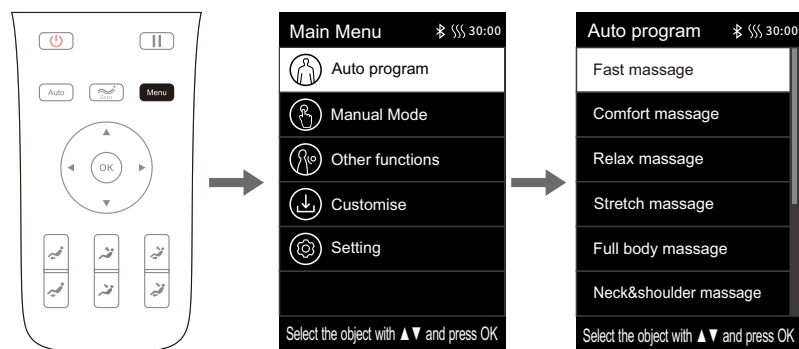 Auto
Zero
Menu
OK
Main Menu 30:00
Auto program
Manual Mode
Other functions
Customise
Setting
Select the object with ▲▼ and press OK
Auto program 30:00
Fast massage
Comfort massage
Relax massage
Stretch massage
Full body massage
Neck&shoulder massage
Select the object with ▲▼ and press OK